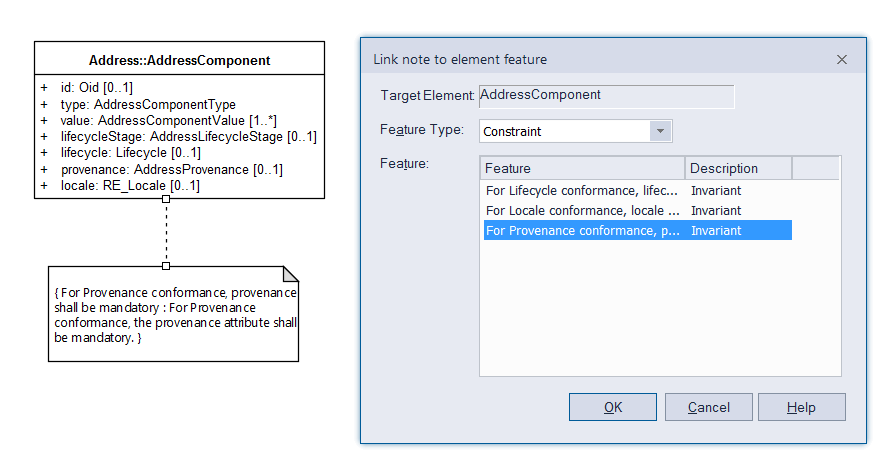 Address::AddressComponent
+ id: Oid [0..1]
+ type: AddressComponentType
+ value: AddressComponentValue [1..*]
+ lifecycleStage: AddressLifecycleStage [0..1]
+ lifecycle: Lifecycle [0..1]
+ provenance: AddressProvenance [0..1]
+ locale: RE_Locale [0..1]
{ For Provenance conformance, provenance
shall be mandatory : For Provenance
conformance, the provenance attribute shall
be mandatory. }
Link note to element feature
Target Element: AddressComponent
Feature Type: Constraint
Feature:
Feature Description
For Lifecycle conformance, lifec... Invariant
For Locale conformance, locale ... Invariant
For Provenance conformance, p... Invariant
OK Cancel Help